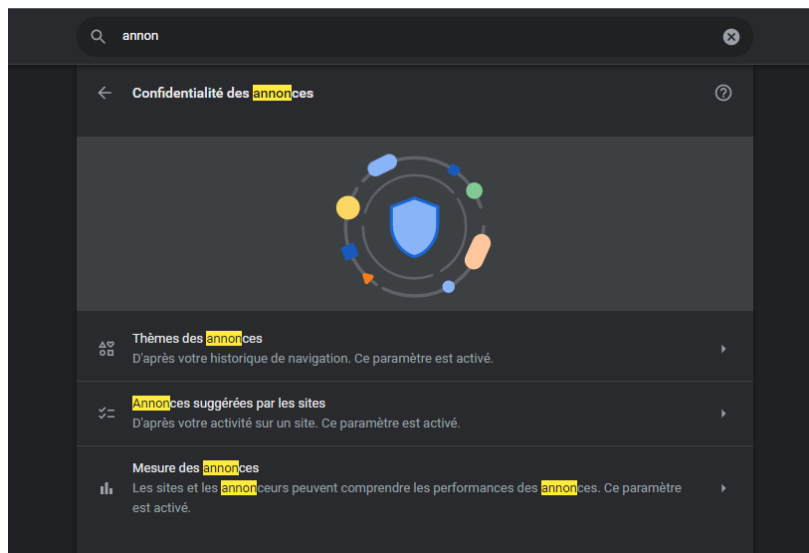 annon
Confidentialité des annonces
Thèmes des annonces
D'après votre historique de navigation. Ce paramètre est activé.
Annonces suggérées par les sites
D'après votre activité sur un site. Ce paramètre est activé.
Mesure des annonces
Les sites et les annonceurs peuvent comprendre les performances des annonces. Ce paramètre
est activé.